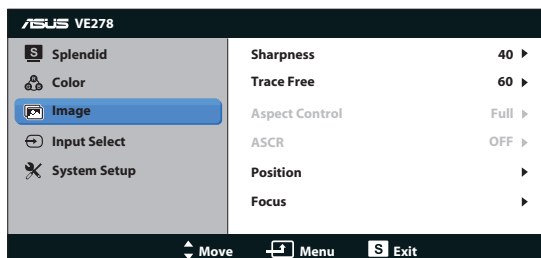 ASUS VE278
S Splendid
Color
Image
Input Select
System Setup
Sharpness 40
Trace Free 60
Aspect Control Full
ASCR OFF
Position
Focus
Move Menu S Exit